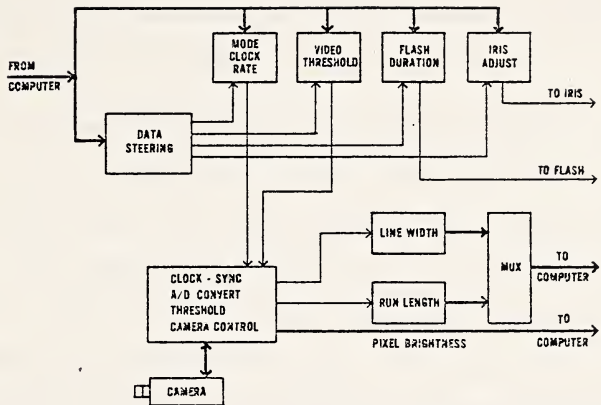 FROM
COMPUTER
MODE
CLOCK
RATE
VIDEO
THRESHOLD
FLASH
DURATION
IRIS
ADJUST
TO IRIS
DATA
STEERING
TO FLASH
LINE WIDTH
MUX
TO
COMPUTER
CLOCK - SYNC
A/D CONVERT
THRESHOLD
CAMERA CONTROL
RUN LENGTH
TO
COMPUTER
PIXEL BRIGHTNESS
CAMERA